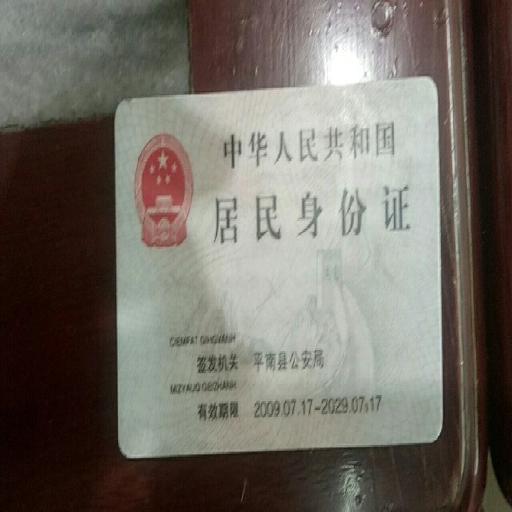 中华人民共和国
居民身份证
CIEMFAT GIHGVANH
签发机关 平南县公安局
MIZYAUQ GEIZHANH
有效期限 2009.07.17-2029.07.17